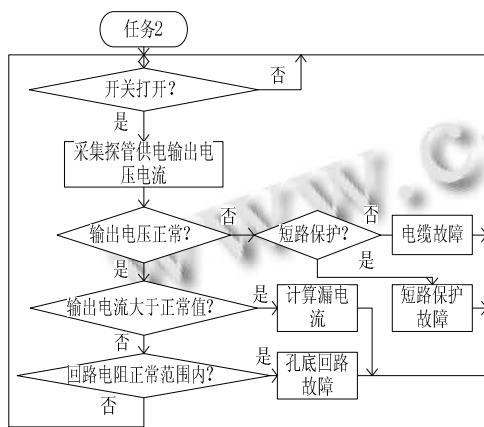 任务2
开关打开?
否
是
采集探管供电输出电
压电流
输出电压正常?
否
短路保护?
否
电缆故障
是
是
短路保护
故障
输出电流大于正常值?
是
计算漏电
流
否
回路电阻正常范围内?
是
孔底回路
故障
否
www.c